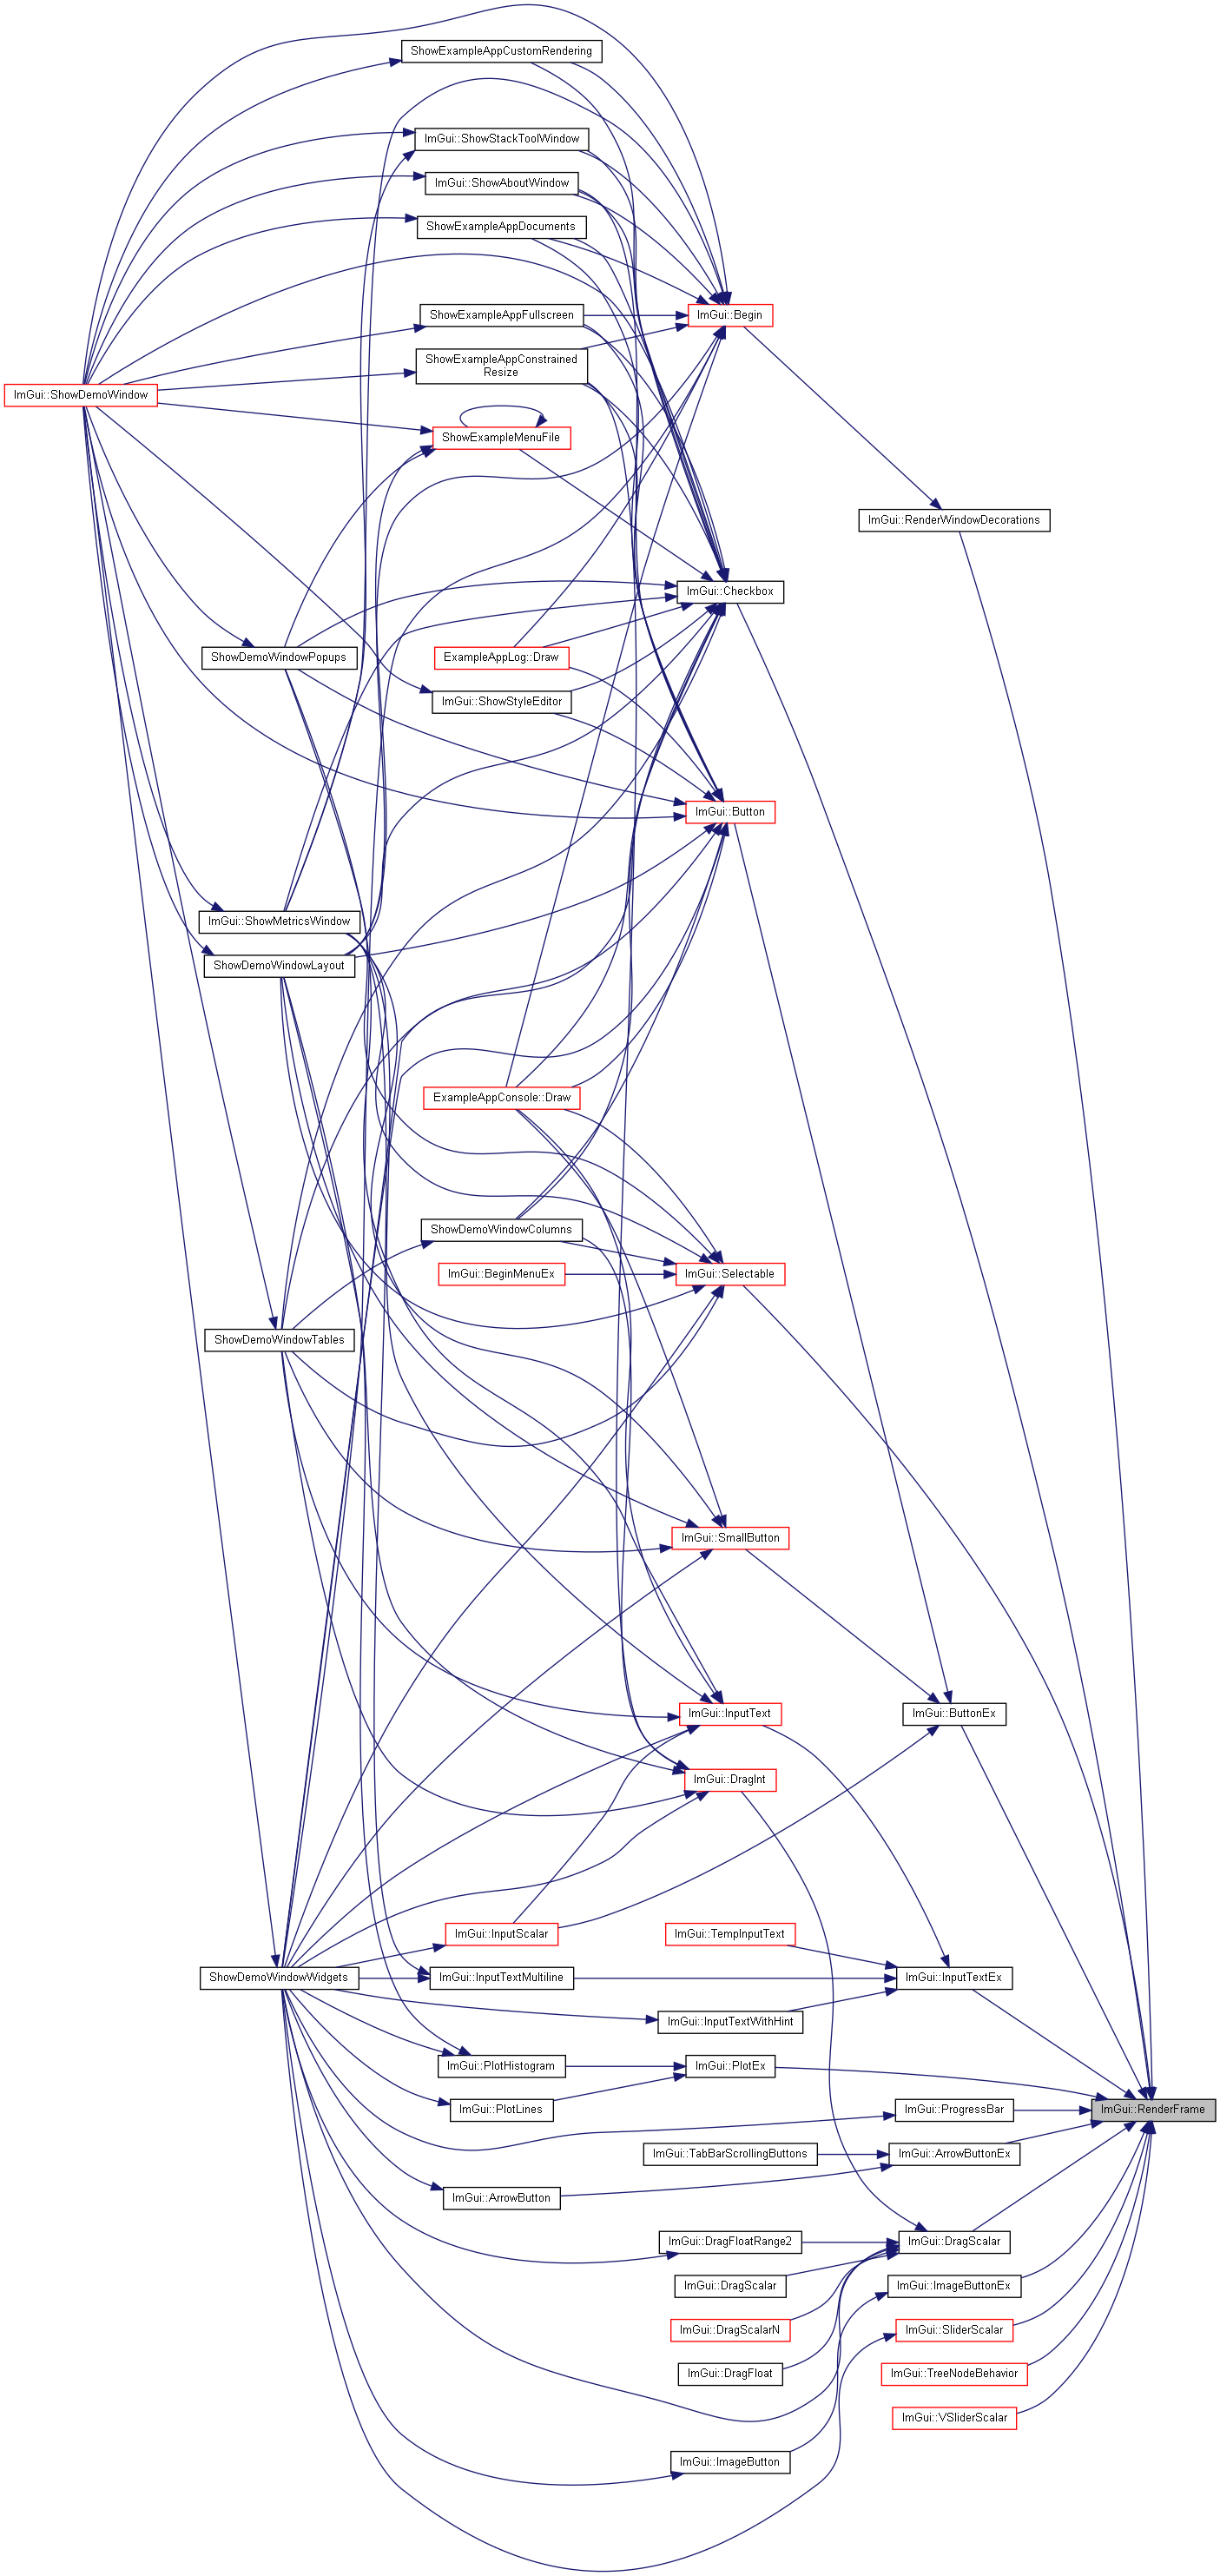 ShowExampleAppCustomRendering
ImGui::ShowStackToolWindow
ImGui::ShowAboutWindow
ShowExampleAppDocuments
ShowExampleAppFullscreen
ImGui::Begin
ShowExampleAppConstrained
Resize
ImGui::ShowDemoWindow
ShowExampleMenuFile
ImGui::RenderWindowDecorations
ImGui::Checkbox
ShowDemoWindowPopups
ExampleAppLog::Draw
ImGui::ShowStyleEditor
ImGui::Button
ImGui::ShowMetricsWindow
ShowDemoWindowLayout
ExampleAppConsole::Draw
ShowDemoWindowColumns
ImGui::BeginMenuEx
ImGui::Selectable
ShowDemoWindowTables
ImGui::SmallButton
ImGui::InputText
ImGui::ButtonEx
ImGui::DragInt
ImGui::InputScalar
ImGui::TempInputText
ShowDemoWindowWidgets
ImGui::InputTextMultiline
ImGui::InputTextEx
ImGui::InputTextWithHint
ImGui::PlotHistogram
ImGui::PlotEx
ImGui::PlotLines
ImGui::ProgressBar
ImGui::RenderFrame
ImGui::TabBarScrollingButtons
ImGui::ArrowButtonEx
ImGui::ArrowButton
ImGui::DragFloatRange2
ImGui::DragScalar
ImGui::DragScalar
ImGui::ImageButtonEx
ImGui::DragScalarN
ImGui::SliderScalar
ImGui::DragFloat
ImGui::TreeNodeBehavior
ImGui::VSliderScalar
ImGui::ImageButton